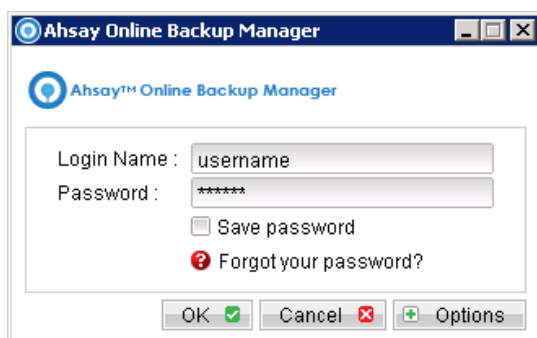 Ahsay Online Backup Manager
Ahsay™ Online Backup Manager
Login Name : username
Password : ******
Save password
Forgot your password?
OK Cancel Options